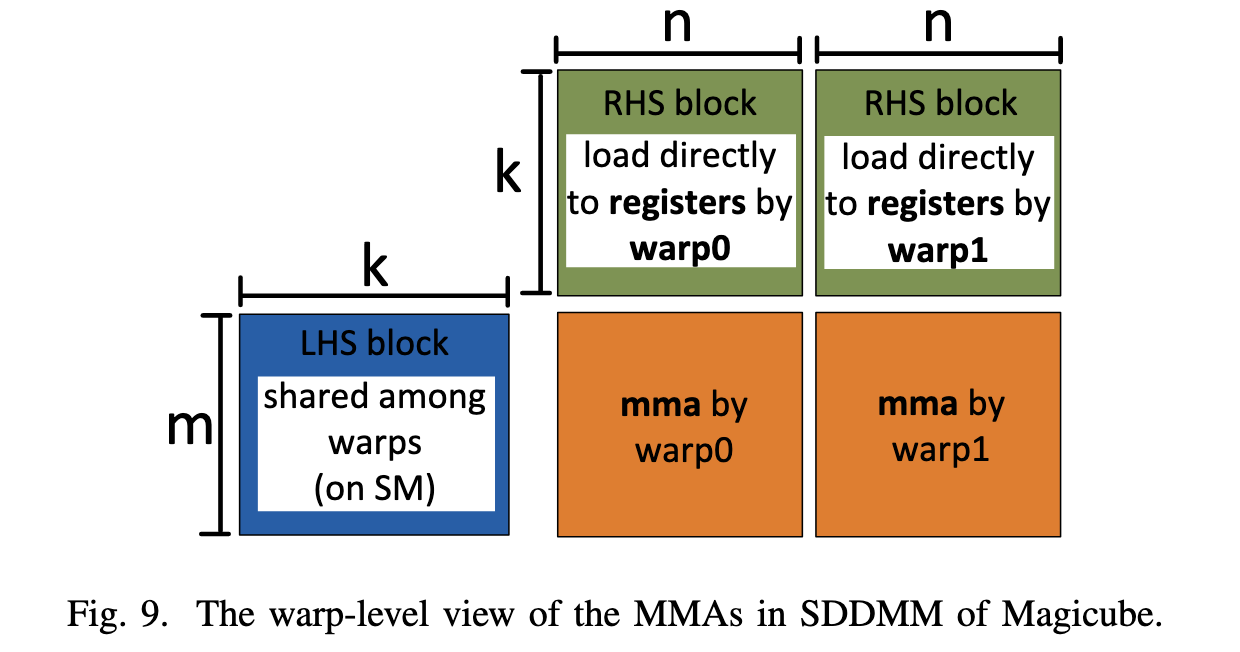 n
n
k
RHS block
load directly
to registers by
warp0
RHS block
load directly
to registers by
warp1
k
m
LHS block
shared among
warps
(on SM)
mma by
warp0
mma by
warp1
Fig. 9. The warp-level view of the MMAs in SDDMM of Magicube.